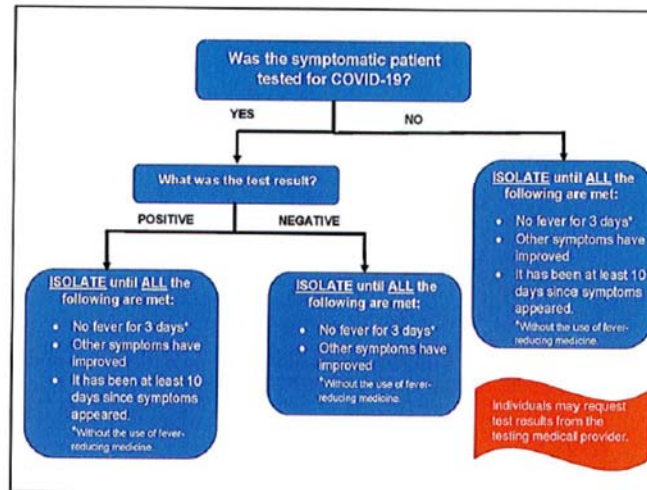 Was the symptomatic patient
tested for COVID-19?
YES
NO
What was the test result?
POSITIVE
NEGATIVE
ISOLATE until ALL the
following are met:
• No fever for 3 days*
• Other symptoms have
improved
• It has been at least 10
days since symptoms
appeared.
*Without the use of fever-
reducing medicine.
ISOLATE until ALL the
following are met:
• No fever for 3 days*
• Other symptoms have
improved
*Without the use of fever-
reducing medicine.
ISOLATE until ALL the
following are met:
• No fever for 3 days*
• Other symptoms have
improved
• It has been at least 10
days since symptoms
appeared.
*Without the use of fever-
reducing medicine.
Individuals may request
test results from the
testing medical provider.